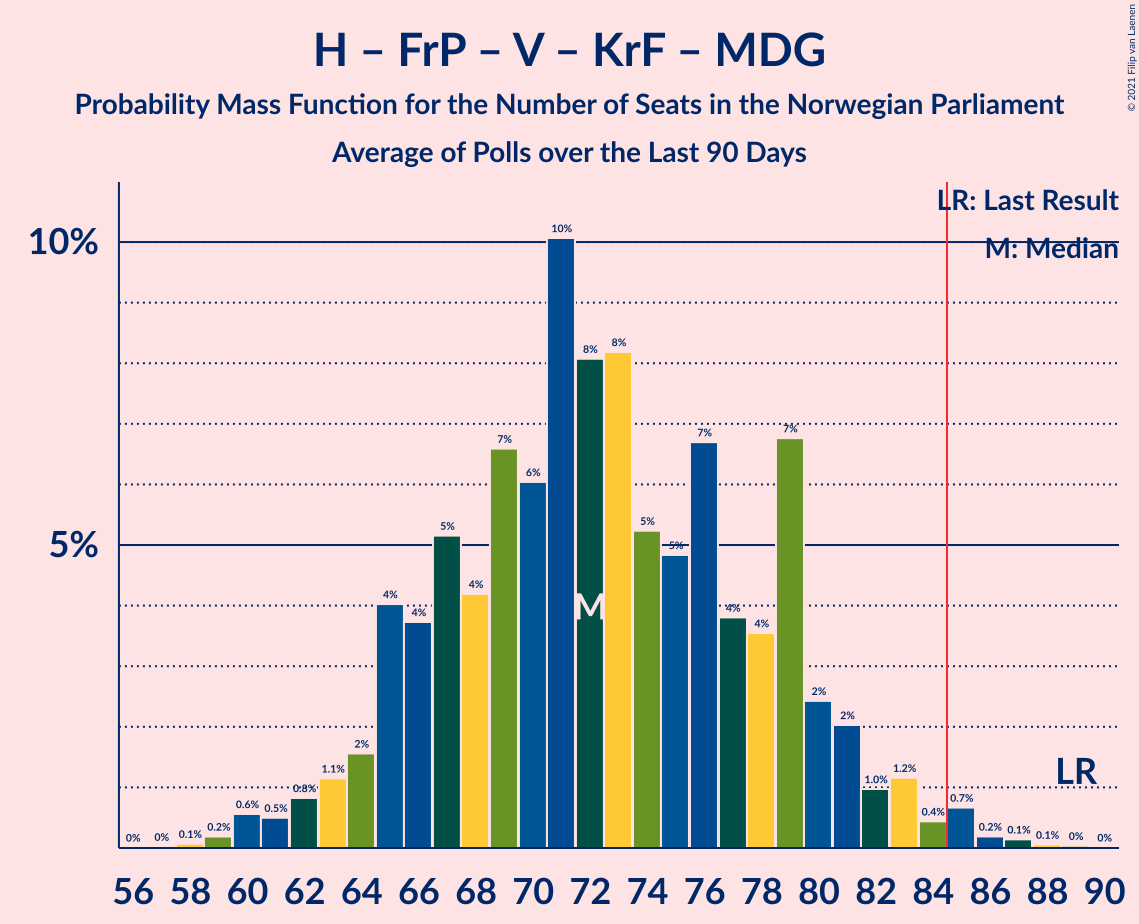 H – FrP – V – KrF – MDG
Probability Mass Function for the Number of Seats in the Norwegian Parliament
Average of Polls over the Last 90 Days
© 2021 Filip van Laenen
LR: Last Result
M: Median
10%
5%
0% 0% 0.1% 0.2% 0.6% 0.5% 0.8% 1.1% 2% 4% 4% 5% 4% 7% 6% 10% 8% 8% 5% 5% 7% 4% 4% 7% 2% 2% 1.0% 1.2% 0.4% 0.7% 0.2% 0.1% 0.1% 0% 0%
M
LR
56 58 60 62 64 66 68 70 72 74 76 78 80 82 84 86 88 90